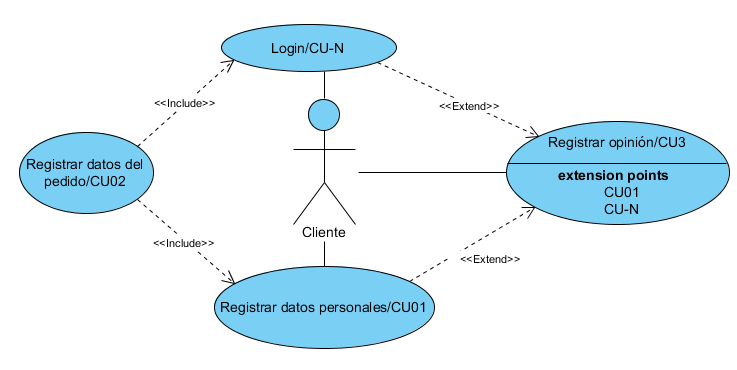 Login/CU-N
<<Include>>
<<Extend>>
Registrar opinión/CU3
extension points
CU01
CU-N
Registrar datos del
pedido/CU02
Cliente
<<Include>>
<<Extend>>
Registrar datos personales/CU01